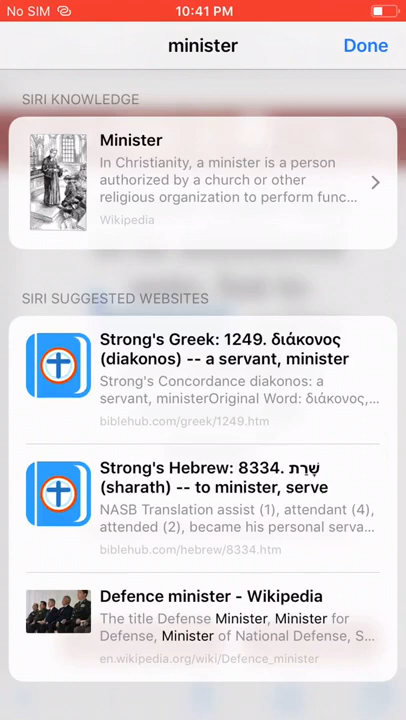 No SIM 10:41 PM
minister Done
SIRI KNOWLEDGE
Minister
In Christianity, a minister is a person
authorized by a church or other
religious organization to perform func...
Wikipedia
SIRI SUGGESTED WEBSITES
Strong's Greek: 1249. διάκονος
(diakonos) -- a servant, minister
Strong's Concordance diakonos: a
servant, ministerOriginal Word: διάκονος,...
biblehub.com/greek/1249.htm
Strong's Hebrew: 8334. שָׁרַת
(sharath) -- to minister, serve
NASB Translation assist (1), attendant (4),
attended (2), became his personal serva...
biblehub.com/hebrew/8334.htm
Defence minister - Wikipedia
The title Defense Minister, Minister for
Defense, Minister of National Defense, S...
en.wikipedia.org/wiki/Defence_minister